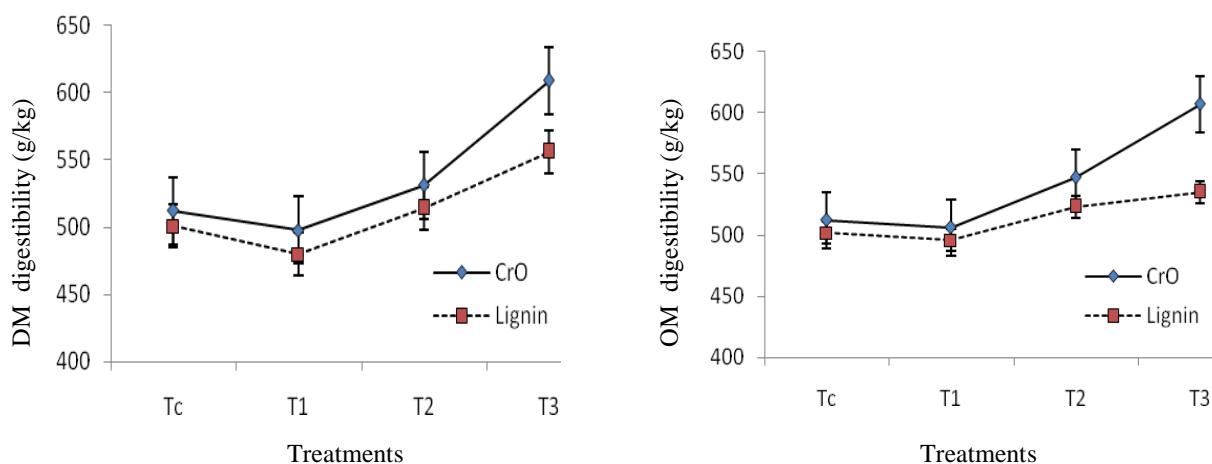 650
600
550
500
450
400
DM digestibility (g/kg)
CrO
Lignin
Tc T1 T2 T3
Treatments
650
600
550
500
450
400
OM digestibility (g/kg)
CrO
Lignin
Tc T1 T2 T3
Treatments